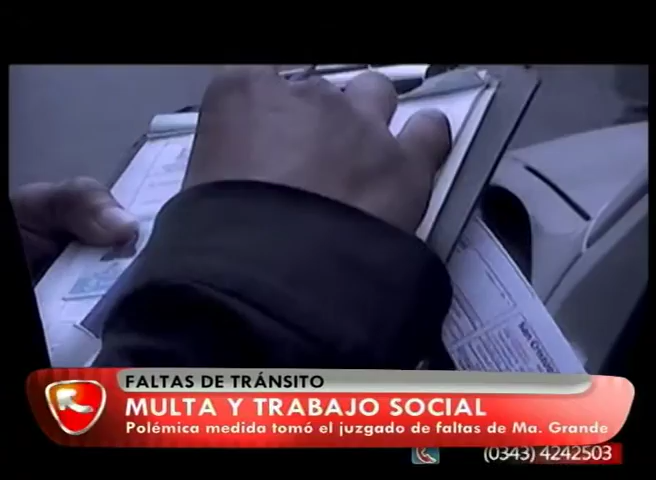 FALTAS DE TRÁNSITO
MULTA Y TRABAJO SOCIAL
Polémica medida tomó el juzgado de faltas de Ma. Grande
(0343) 4242503